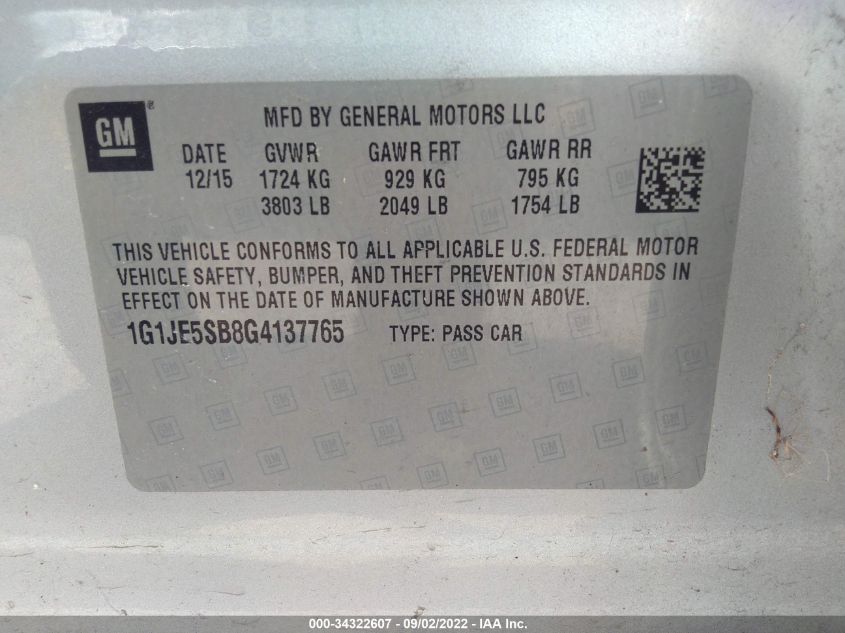 GM ®
MFD BY GENERAL MOTORS LLC
DATE GVWR GAWR FRT GAWR RR
12/15 1724 KG 929 KG 795 KG
3803 LB 2049 LB 1754 LB
THIS VEHICLE CONFORMS TO ALL APPLICABLE U.S. FEDERAL MOTOR
VEHICLE SAFETY, BUMPER, AND THEFT PREVENTION STANDARDS IN
EFFECT ON THE DATE OF MANUFACTURE SHOWN ABOVE.
1G1JE5SB8G4137765 TYPE: PASS CAR
000-34322607 - 09/02/2022 - IAA Inc.